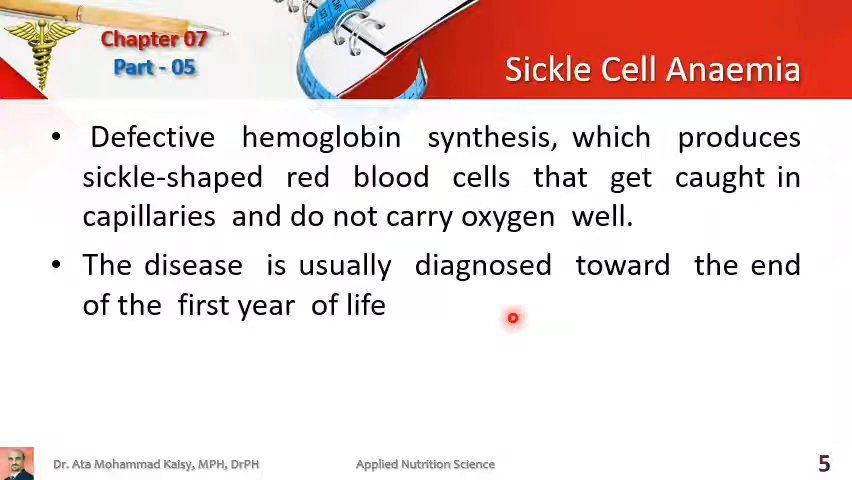 Chapter 07
Part - 05
Sickle Cell Anaemia
• Defective hemoglobin synthesis, which produces
sickle-shaped red blood cells that get caught in
capillaries and do not carry oxygen well.
• The disease is usually diagnosed toward the end
of the first year of life
Dr. Ata Mohammad Kaisy, MPH, DrPH
Applied Nutrition Science
5